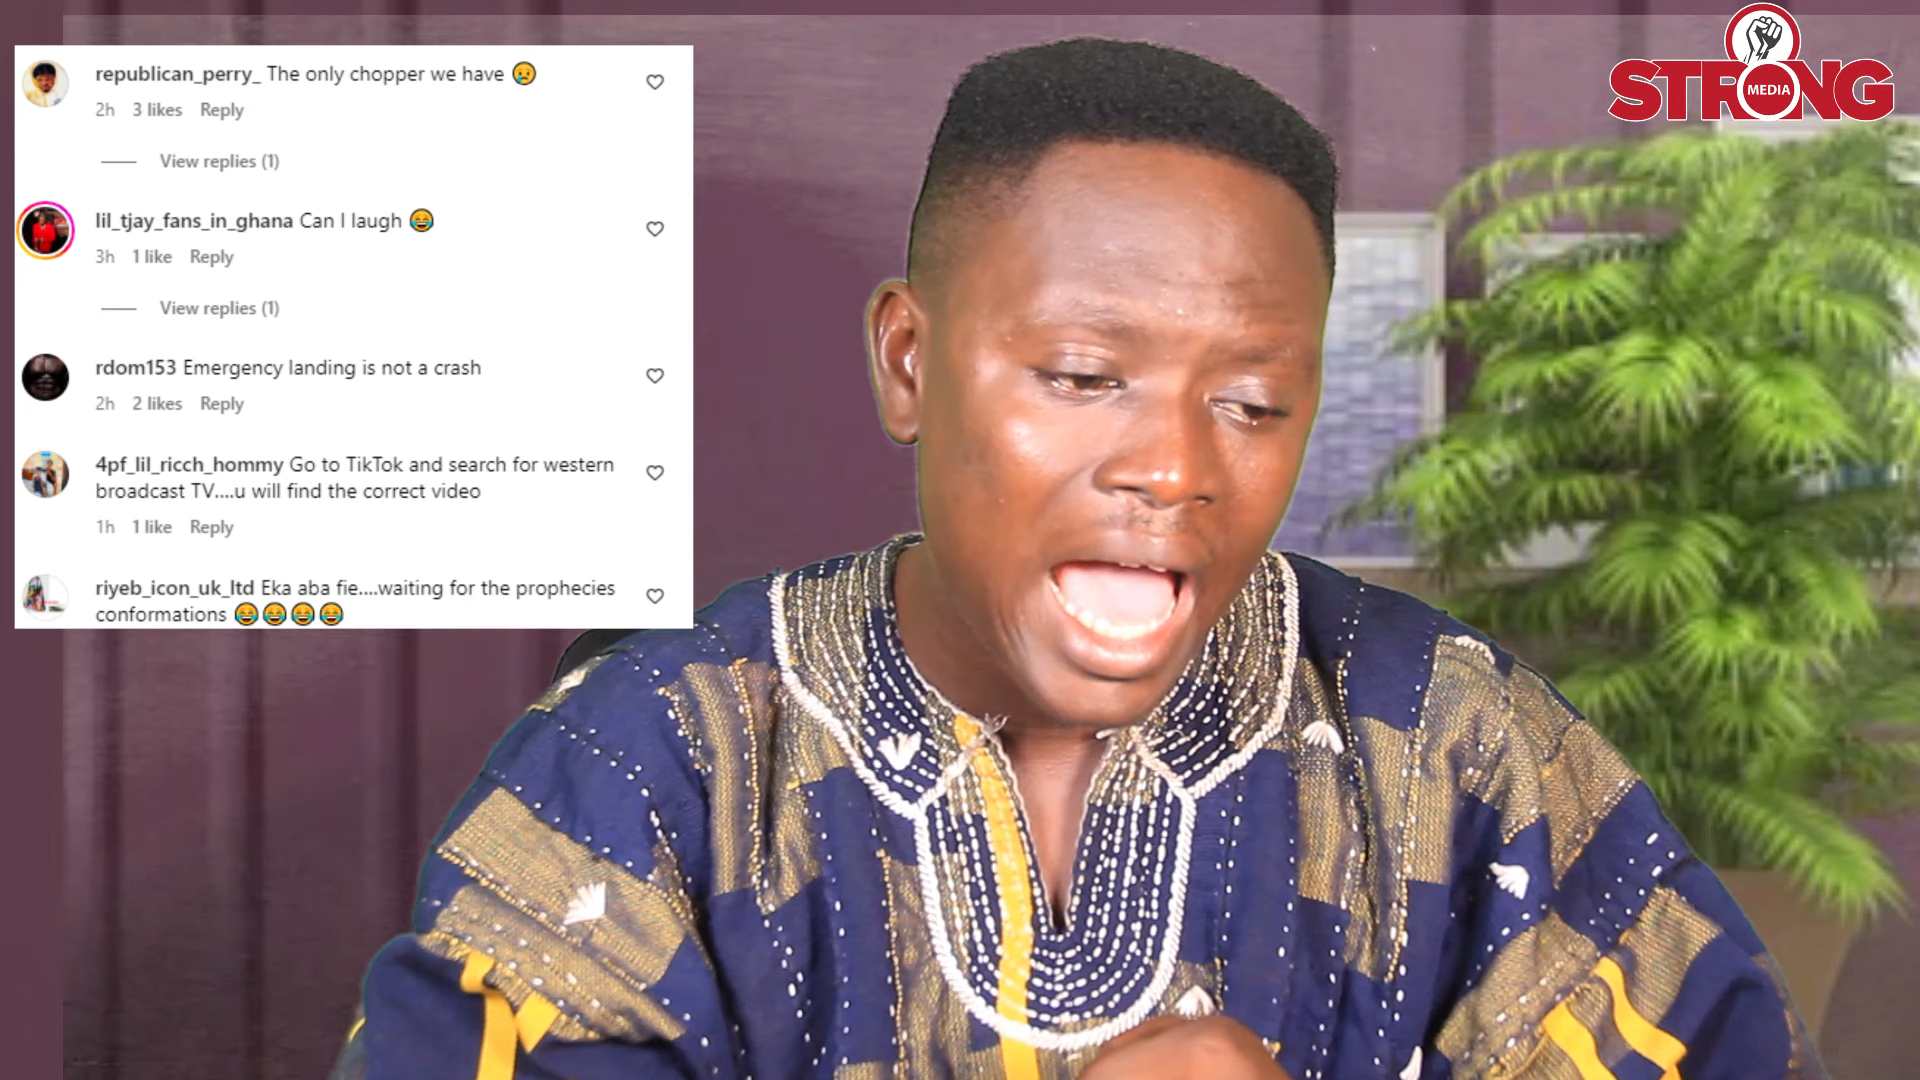 republican_perry_ The only chopper we have 😢
2h 3 likes Reply
View replies (1)
lil_tjay_fans_in_ghana Can I laugh 😂
3h 1 like Reply
View replies (1)
rdom153 Emergency landing is not a crash
2h 2 likes Reply
4pf_lil_ricch_hommy Go to TikTok and search for western
broadcast TV....u will find the correct video
1h 1 like Reply
riyeb_icon_uk_ltd Eka aba fie....waiting for the prophecies
conformations 😂😂😂😂
STRONG
MEDIA